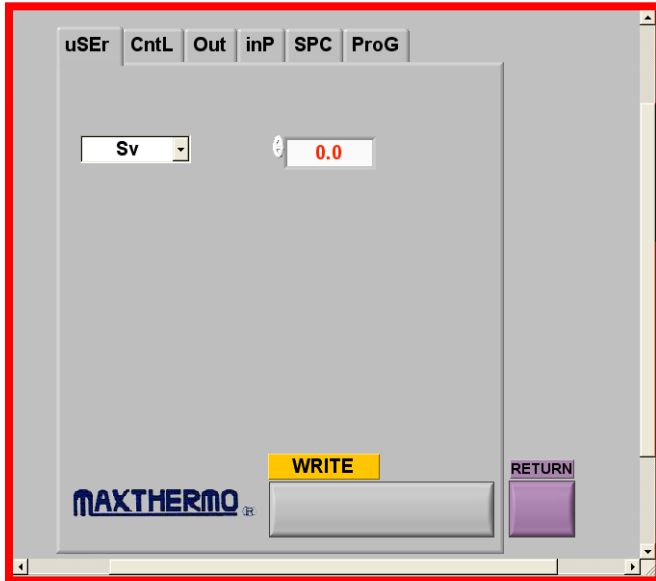 uSEr CntL Out inP SPC ProG
Sv 0.0
WRITE
RETURN
MAXTHERMO ®